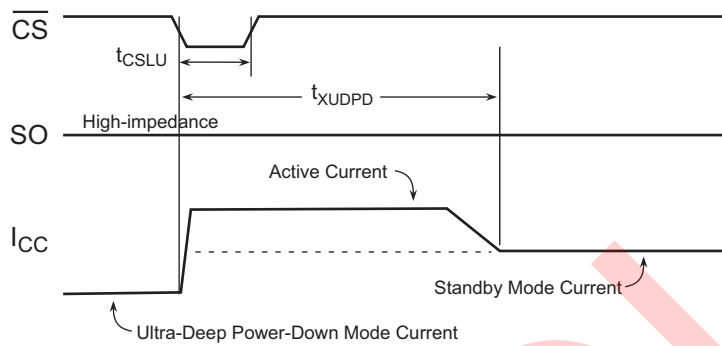 CS
tCSLU
tXUDPD
High-impedance
SO
Active Current
ICC
Standby Mode Current
Ultra-Deep Power-Down Mode Current